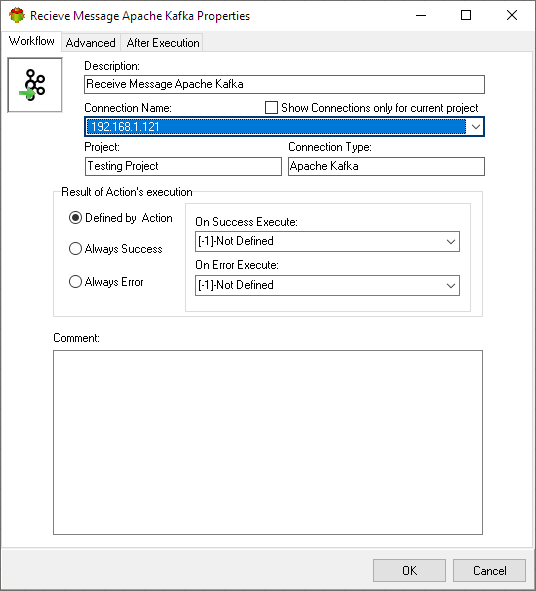 Recieve Message Apache Kafka Properties
Workflow Advanced After Execution
Description:
Receive Message Apache Kafka
Connection Name: Show Connections only for current project
192.168.1.121
Project: Connection Type:
Testing Project Apache Kafka
Result of Action's execution
Defined by Action
Always Success
Always Error
On Success Execute:
[-1]-Not Defined
On Error Execute:
[-1]-Not Defined
Comment:
OK Cancel